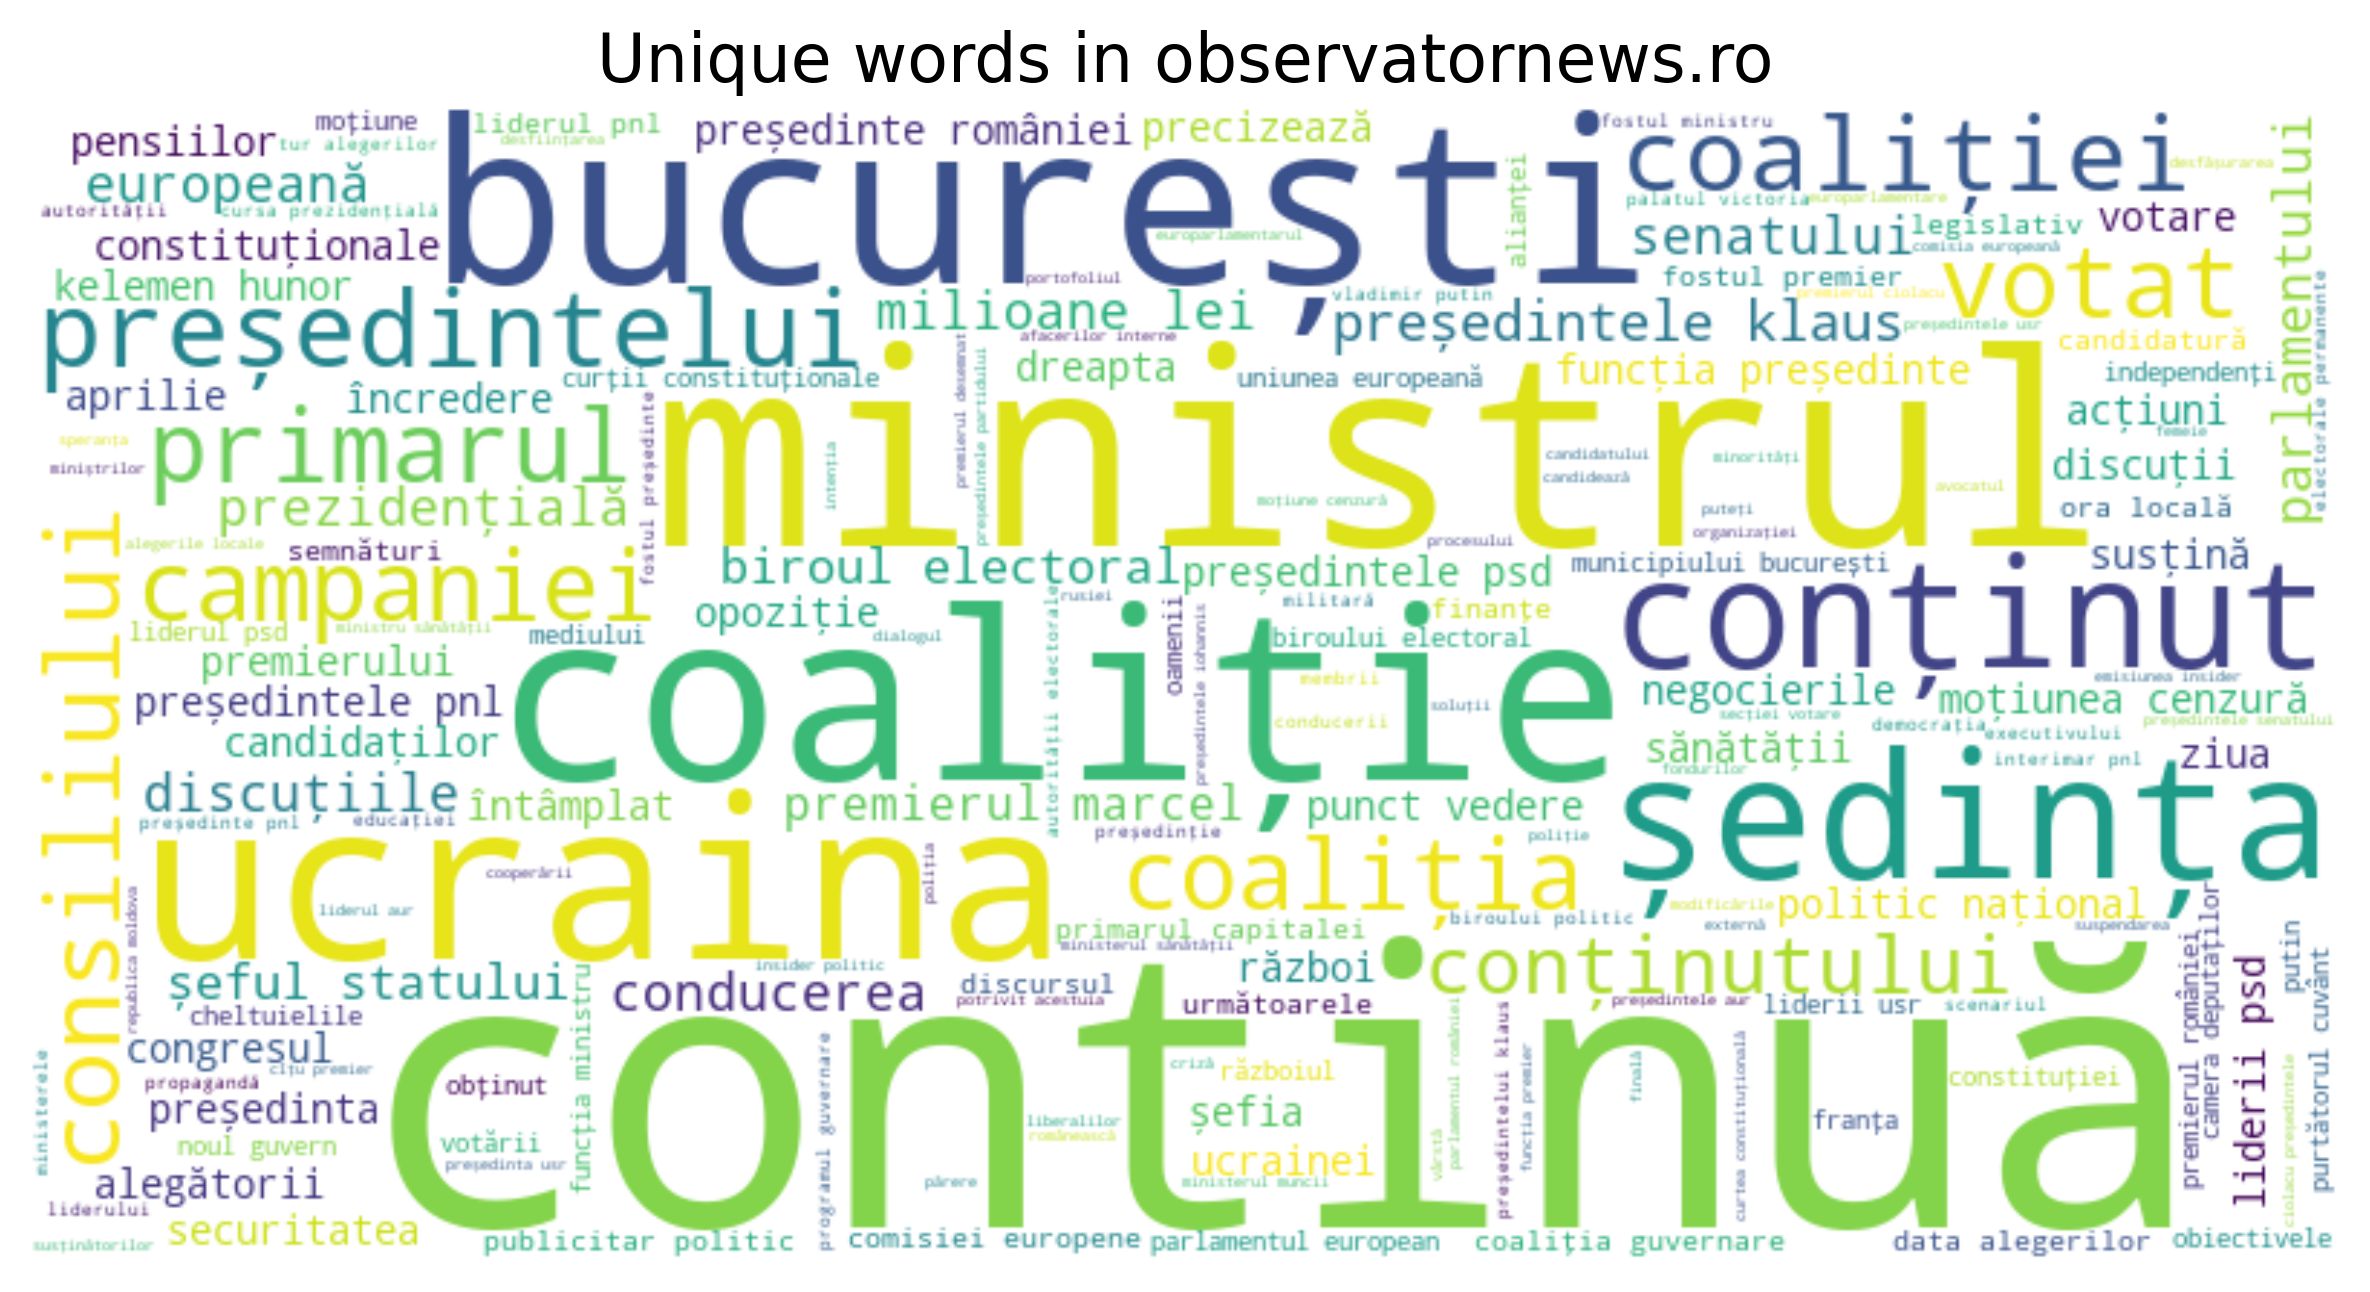 Unique words in observatornews.ro
pensiilor
moțiune
liderul pnl
președinte româniei
precizează
fostul ministru
coaliției
parlamentului
tur alegerilor
desființarea
bucurești
alianței
desfășurarea
europeană
autorității
cursa prezidențială
palatul victoria
europarlamentare
votare
constituționale
europarlamentarul
senatului
legislativ
comisia europeană
kelemen hunor
portofoliul
fostul premier
votat
președintelui
milioane lei
vladimir putin
premierul ciolacu
președintele klaus
președintele usr
electorale permanente
afacerilor interne
candidatură
aprilie
încredere
curții constituționale
premierul desemnat
președintele partidului
dreapta
uniunea europeană
funcția președinte
independenți
primarul
fostul președinte
ministrul
acțiuni
femeie
speranța
miniștrilor
intenția
candidatului
candidează
minorități
avocatul
discuții
prezidențială
moțiune cenzură
puteți
ora locală
organizației
consiliului
alegerile locale
semnături
procesului
campaniei
biroul electoral
președintele psd
municipiului bucurești
susțină
conținut
opoziție
rusiei
militară
finanțe
liderul psd
ministru sănătății
mediului
dialogul
oamenii
președintele iohannis
biroului electoral
premierului
coaliție
membrii
negocierile
emisiunea insider
președintele pnl
autorității electorale
conducerii
soluții
moțiunea cenzură
secției votare
președintele senatului
candidaților
democrația
executivului
sănătății
fondurilor
interimar pnl
ziua
discuțiile
întâmplat
premierul marcel
punct vedere
ședința
președinte pnl
educației
președinție
poliție
ucraina
cooperării
poliția
coaliția
liderul aur
republica moldova
biroului politic
modificările
politic național
externă
suspendarea
primarul capitalei
ministerul sănătății
șeful statului
insider politic
război
conținutului
camera deputaților
premierul româniei
putin
funcția ministru
conducerea
discursul
potrivit acestuia
următoarele
președintele aur
liderii usr
scenariul
liderii psd
purtătorul cuvânt
cheltuielile
congresul
clțu premier
continuă
criză
războiul
parlamentul româniei
președintelui klaus
funcția premier
finală
curtea constituțională
constituției
ministerele
propagandă
obținut
președinta
programul guvernare
liberalilor
românească
șefia
franța
ciolacu președintele
noul guvern
votării
președinta usr
ucrainei
vârstă
alegătorii
părere
ministerul muncii
liderului
securitatea
susținătorilor
publicitar politic
comisiei europene
parlamentul european
coaliția guvernare
data alegerilor
obiectivele